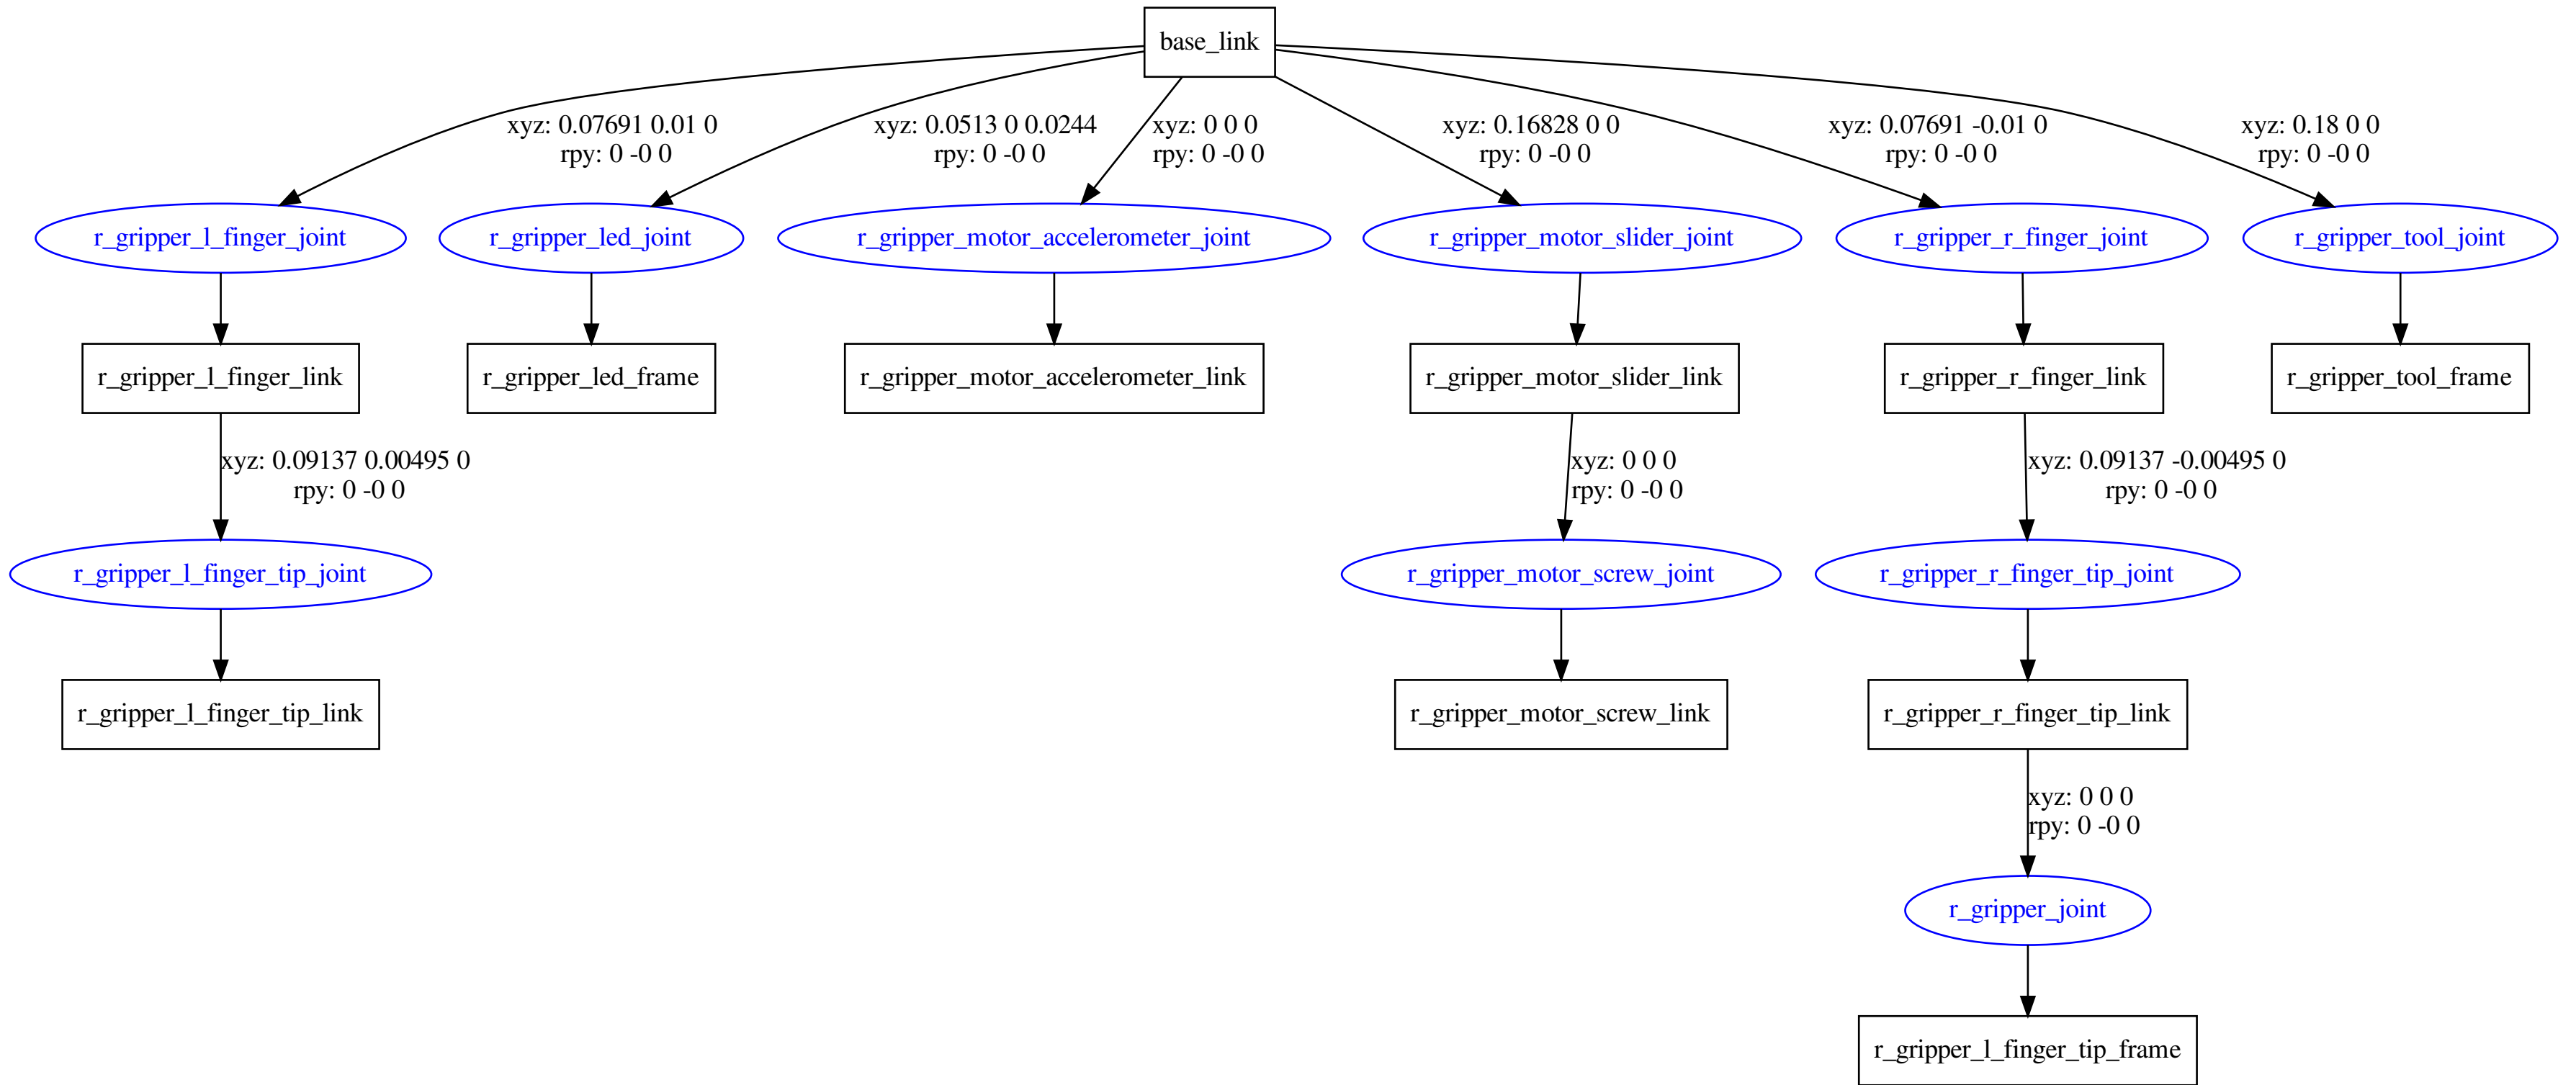 base_link
xyz: 0.07691 0.01 0
rpy: 0 -0 0
xyz: 0.0513 0 0.0244
rpy: 0 -0 0
xyz: 0 0 0
rpy: 0 -0 0
xyz: 0.16828 0 0
rpy: 0 -0 0
xyz: 0.07691 -0.01 0
rpy: 0 -0 0
xyz: 0.18 0 0
rpy: 0 -0 0
r_gripper_l_finger_joint
r_gripper_led_joint
r_gripper_motor_accelerometer_joint
r_gripper_motor_slider_joint
r_gripper_r_finger_joint
r_gripper_tool_joint
r_gripper_l_finger_link
r_gripper_led_frame
r_gripper_motor_accelerometer_link
r_gripper_motor_slider_link
r_gripper_r_finger_link
r_gripper_tool_frame
xyz: 0.09137 0.00495 0
rpy: 0 -0 0
xyz: 0 0 0
rpy: 0 -0 0
xyz: 0.09137 -0.00495 0
rpy: 0 -0 0
r_gripper_l_finger_tip_joint
r_gripper_motor_screw_joint
r_gripper_r_finger_tip_joint
r_gripper_l_finger_tip_link
r_gripper_motor_screw_link
r_gripper_r_finger_tip_link
xyz: 0 0 0
rpy: 0 -0 0
r_gripper_joint
r_gripper_l_finger_tip_frame